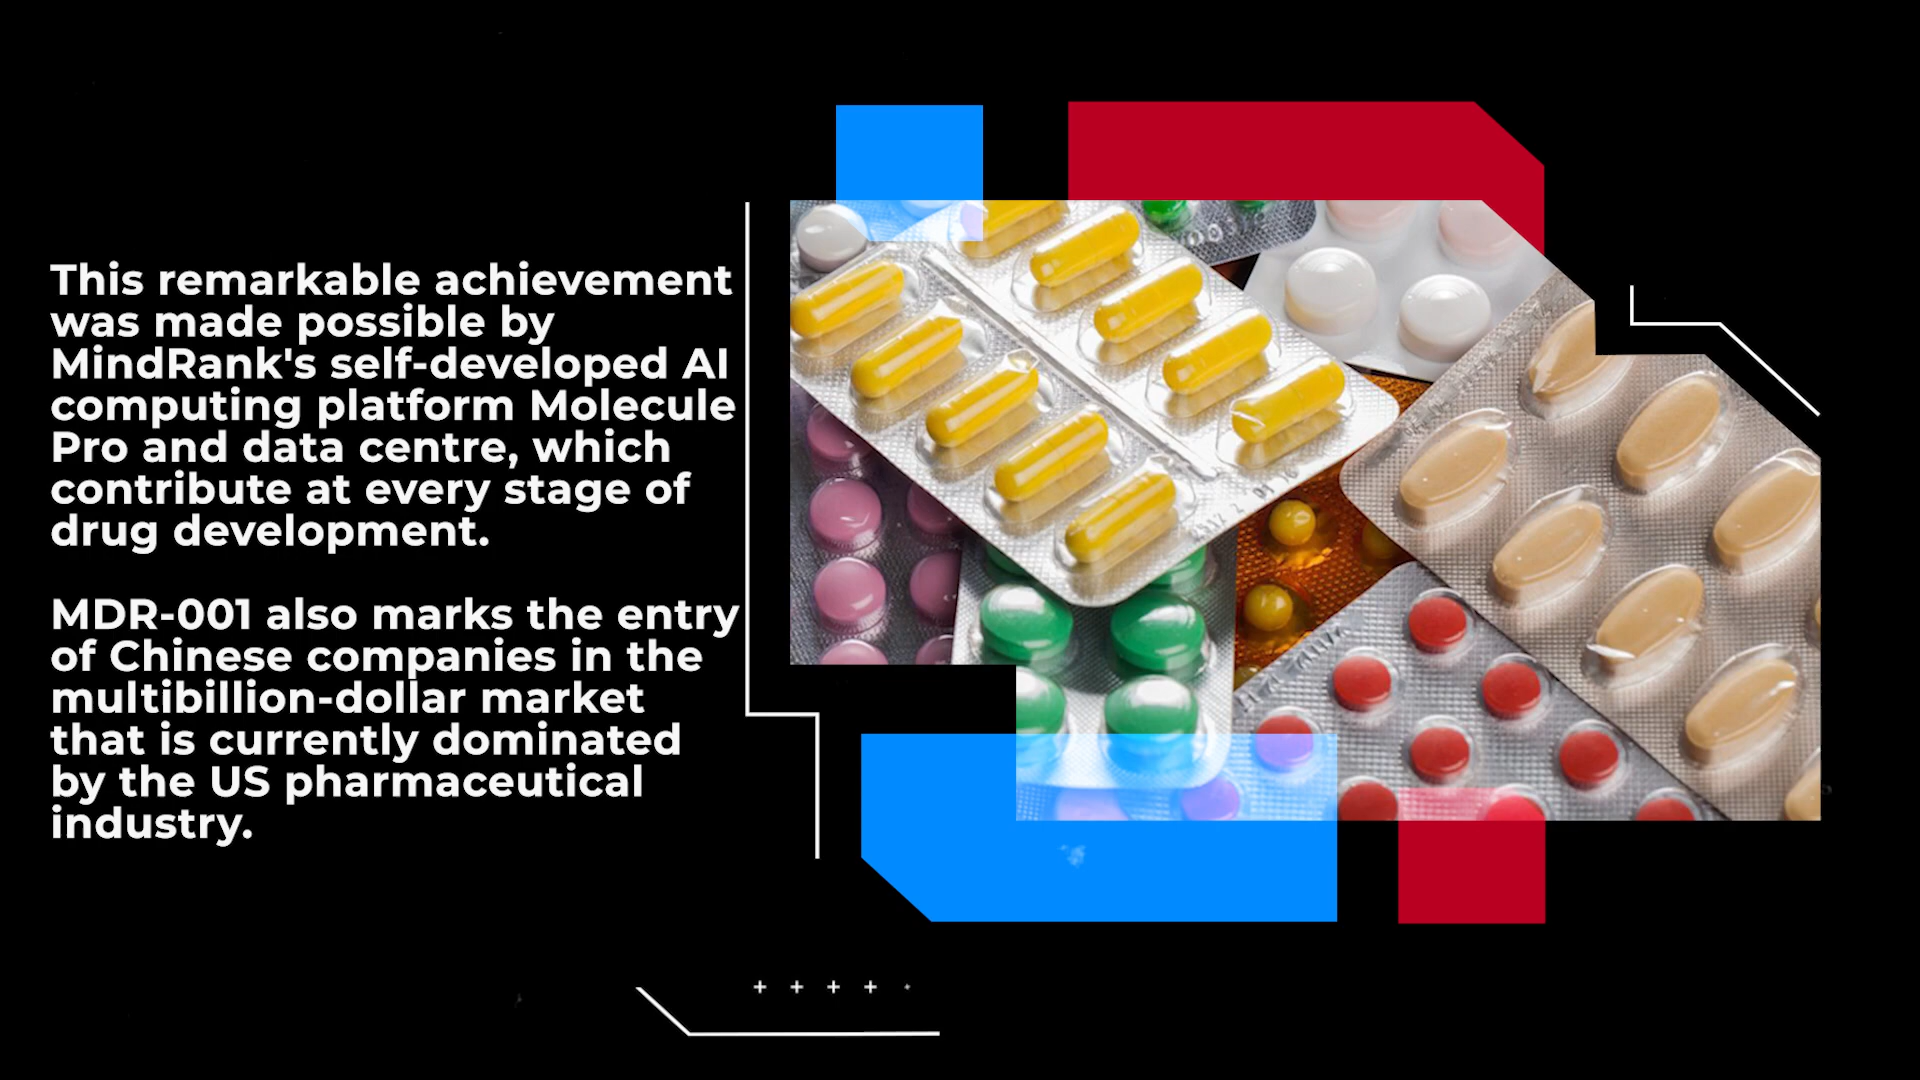 This remarkable achievement
was made possible by
MindRank's self-developed AI
computing platform Molecule
Pro and data centre, which
contribute at every stage of
drug development.
MDR-001 also marks the entry
of Chinese companies in the
multibillion-dollar market
that is currently dominated
by the US pharmaceutical
industry.